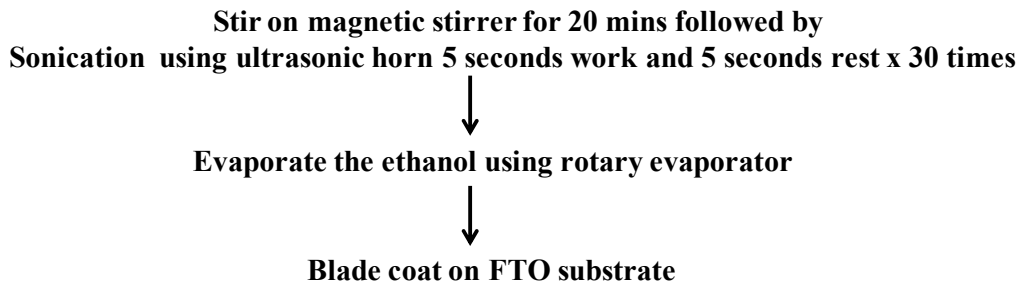 Stir on magnetic stirrer for 20 mins followed by
Sonication using ultrasonic horn 5 seconds work and 5 seconds rest x 30 times
Evaporate the ethanol using rotary evaporator
Blade coat on FTO substrate